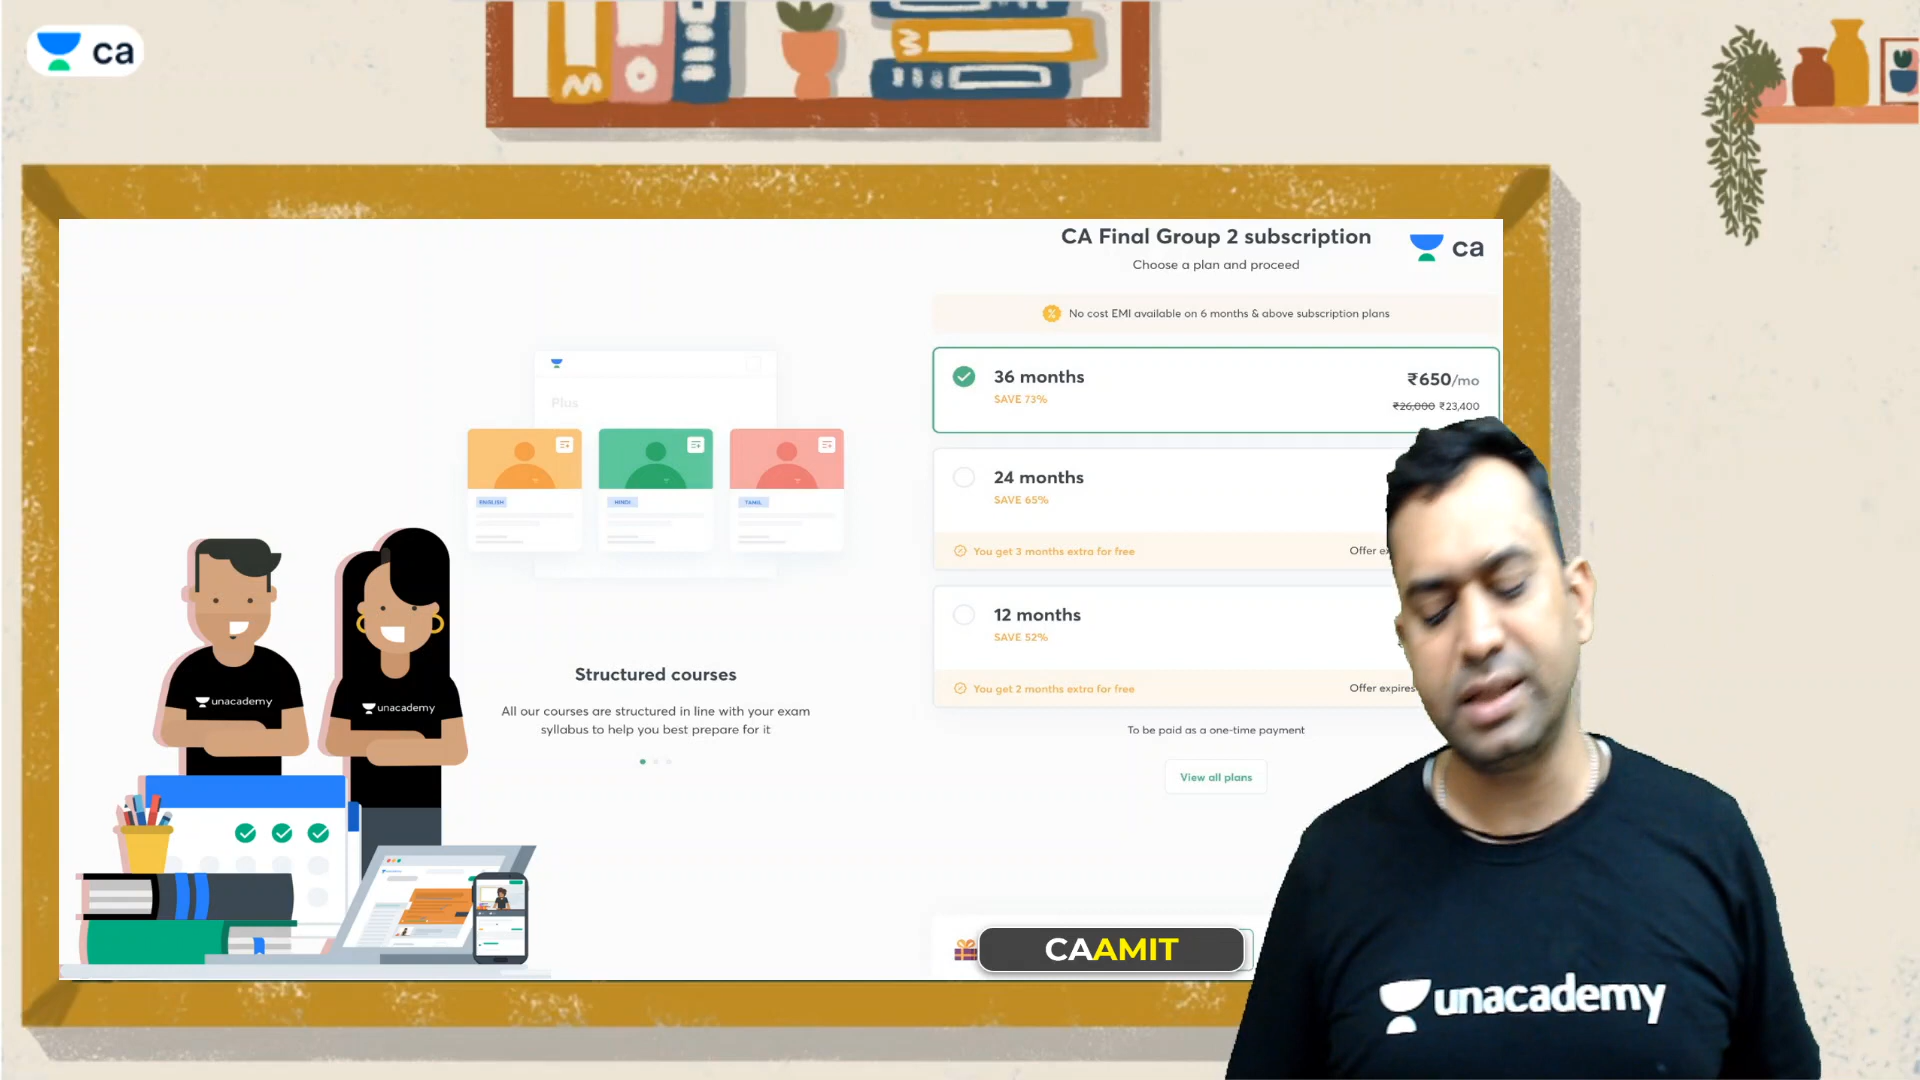 ca
CA Final Group 2 subscription
ca
Choose a plan and proceed
No cost EMI available on 6 months & above subscription plans
36 months
₹650/mo
SAVE 73%
₹26,000 ₹23,400
Plus
24 months
SAVE 65%
ENGLISH
HINDI
TAMIL
You get 3 months extra for free
Offer
12 months
SAVE 52%
Structured courses
You get 2 months extra for free
Offer expires
All our courses are structured in line with your exam
syllabus to help you best prepare for it
To be paid as a one-time payment
View all plans
unacademy
unacademy
CAAMIT
unacademy